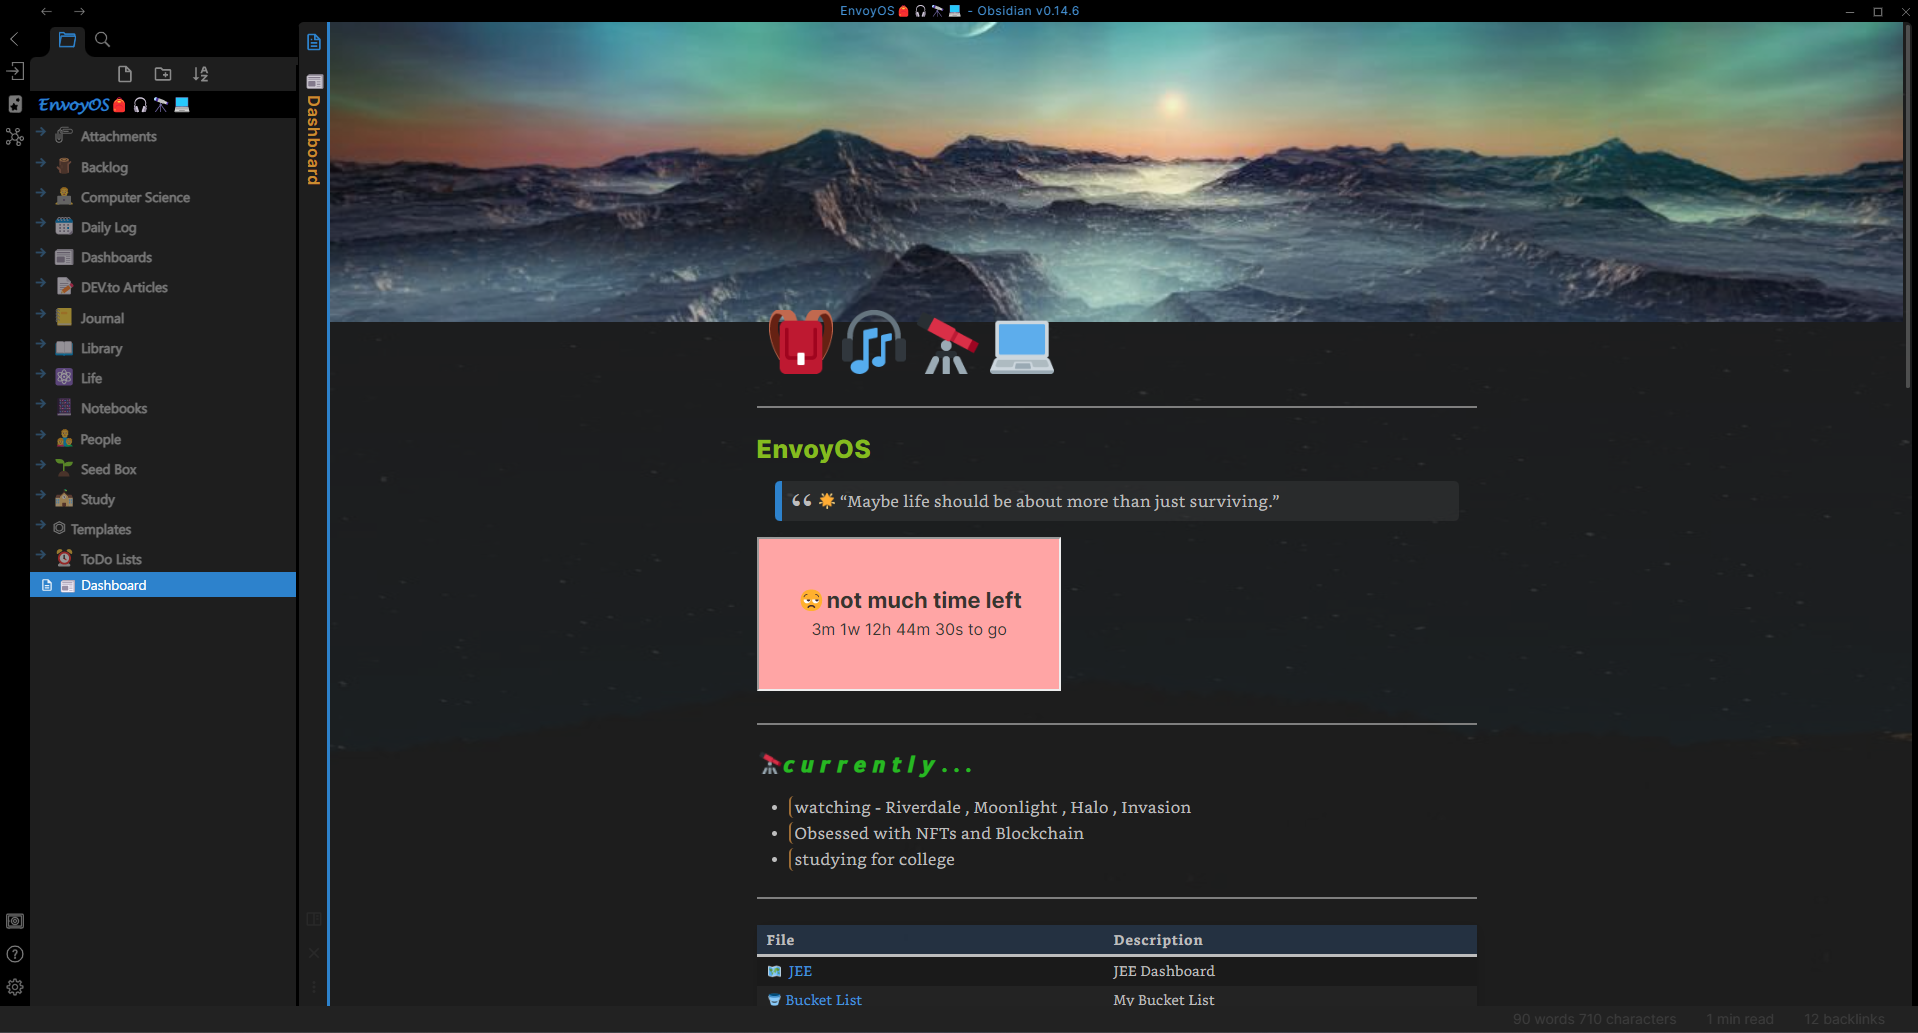 EnvoyOS - Obsidian v0.14.6
EnvoyOS
Attachments
Backlog
Computer Science
Daily Log
Dashboards
DEV.to Articles
Journal
Library
Life
Notebooks
People
Seed Box
Study
Templates
ToDo Lists
Dashboard
Dashboard
EnvoyOS
“Maybe life should be about more than just surviving.”
not much time left
3m 1w 12h 44m 30s to go
currently...
watching - Riverdale , Moonlight , Halo , Invasion
Obsessed with NFTs and Blockchain
studying for college
File Description
JEE JEE Dashboard
Bucket List My Bucket List
90 words 710 characters 1 min read 12 backlinks